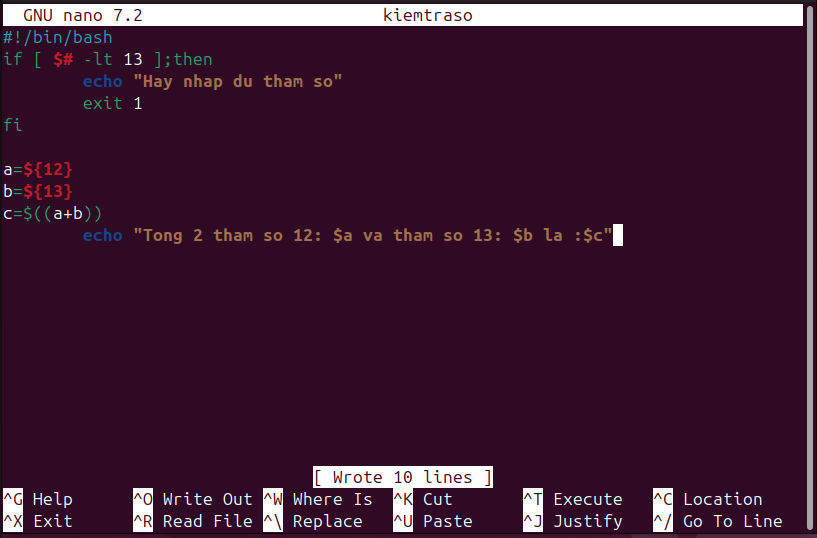 GNU nano 7.2 kiemtraso
#!/bin/bash
if [ $# -lt 13 ];then
        echo "Hay nhap du tham so"
        exit 1
fi

a=${12}
b=${13}
c=$((a+b))
        echo "Tong 2 tham so 12: $a va tham so 13: $b la :$c"
[ Wrote 10 lines ]
^G Help ^O Write Out ^W Where Is ^K Cut ^T Execute ^C Location
^X Exit ^R Read File ^\ Replace ^U Paste ^J Justify ^/ Go To Line